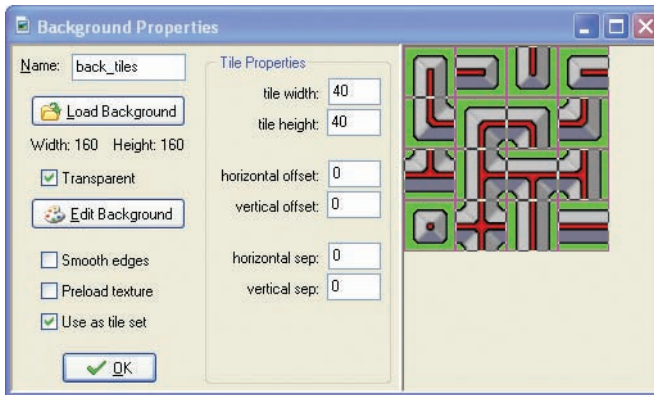 Background Properties
Name: back_tiles
Load Background
Width: 160 Height: 160
Transparent
Edit Background
Smooth edges
Preload texture
Use as tile set
OK
Tile Properties
tile width: 40
tile height: 40
horizontal offset: 0
vertical offset: 0
horizontal sep: 0
vertical sep: 0